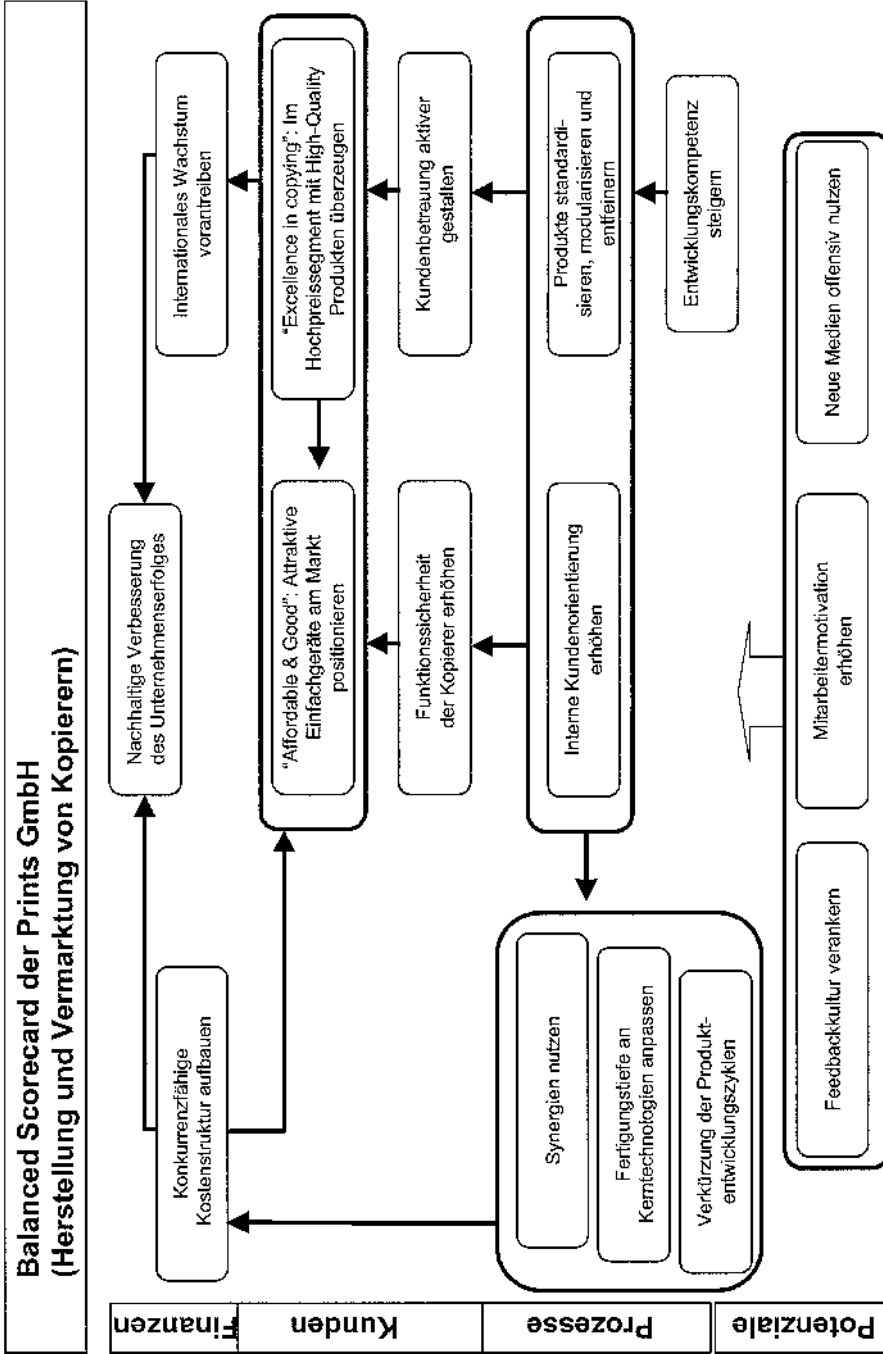 Balanced Scorecard der Prints GmbH
(Herstellung und Vermarktung von Kopierern)
Finanzen
Konkurrenzfähige
Kostenstruktur aufbauen
Nachhaltige Verbesserung
des Unternehmenserfolges
Internationales Wachstum
vorantreiben
Kunden
"Affordable & Good": Attraktive
Einfachgeräte am Markt
positionieren
"Excellence in copying": Im
Hochpreissegment mit High-Quality
Produkten überzeugen
Funktionssicherheit
der Kopierer erhöhen
Kundenbetreuung aktiver
gestalten
Prozesse
Synergien nutzen
Fertigungstiefe an
Kerntechnologien anpassen
Verkürzung der Produkt-
entwicklungszyklen
Interne Kundenorientierung
erhöhen
Produkte standardi-
sieren, modularisieren und
entfeinern
Entwicklungskompetenz
steigern
Potenziale
Feedbackkultur verankern
Mitarbeitermotivation
erhöhen
Neue Medien offensiv nutzen